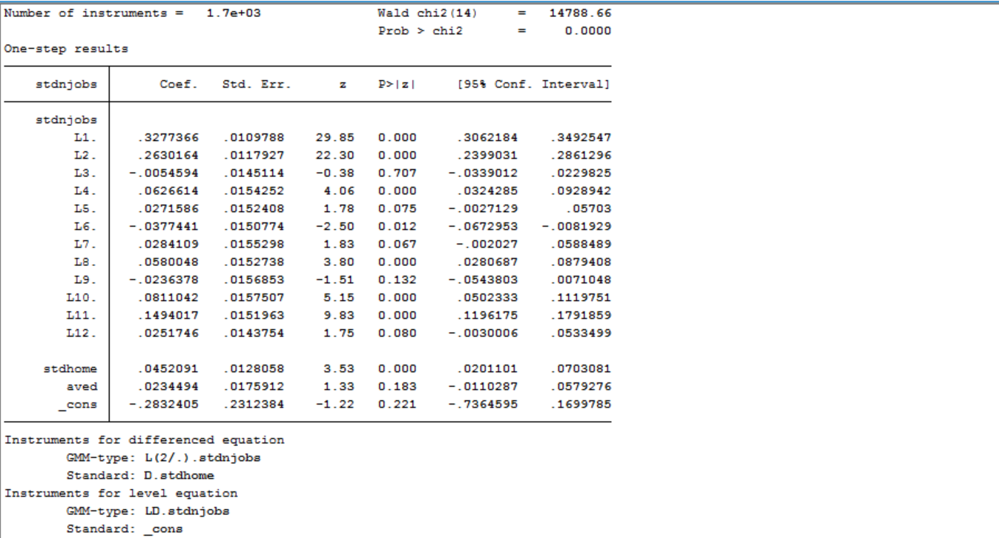 Number of instruments = 1.7e+03 Wald chi2(14) = 14788.66
Prob > chi2 = 0.0000
One-step results
stdnjobs Coef. Std. Err. z P>|z| [95% Conf. Interval]
stdnjobs
L1. .3277366 .0109788 29.85 0.000 .3062184 .3492547
L2. .2630164 .0117927 22.30 0.000 .2399031 .2861296
L3. -.0054594 .0145114 -0.38 0.707 -.0339012 .0229825
L4. .0626614 .0154252 4.06 0.000 .0324285 .0928942
L5. .0271586 .0152408 1.78 0.075 -.0027129 .05703
L6. -.0377441 .0150774 -2.50 0.012 -.0672953 -.0081929
L7. .0284109 .0155298 1.83 0.067 -.002027 .0588489
L8. .0580048 .0152738 3.80 0.000 .0280687 .0879408
L9. -.0236378 .0156853 -1.51 0.132 -.0543803 .0071048
L10. .0811042 .0157507 5.15 0.000 .0502333 .1119751
L11. .1494017 .0151963 9.83 0.000 .1196175 .1791859
L12. .0251746 .0143754 1.75 0.080 -.0030006 .0533499
stdhome .0452091 .0128058 3.53 0.000 .0201101 .0703081
aved .0234494 .0175912 1.33 0.183 -.0110287 .0579276
_cons -.2832405 .2312384 -1.22 0.221 -.7364595 .1699785
Instruments for differenced equation
GMM-type: L(2/.).stdnjobs
Standard: D.stdhome
Instruments for level equation
GMM-type: LD.stdnjobs
Standard: _cons